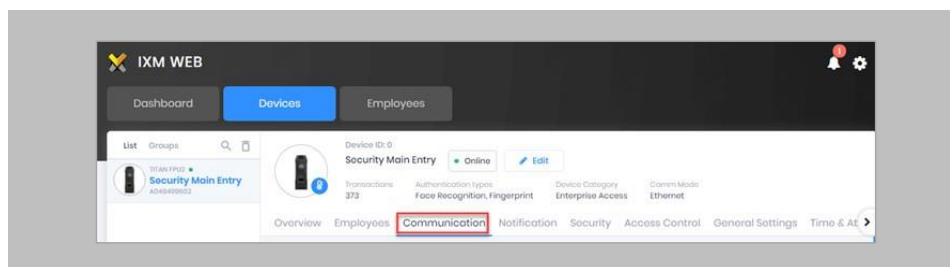 IXM WEB
1
Dashboard Devices Employees
List Groups
Device ID: 0
Security Main Entry Online Edit
TITAN FPU2
Security Main Entry
Transactions Authentication types Device Category Comm Mode
373 Face Recognition, Fingerprint Enterprise Access Ethernet
Overview Employees Communication Notification Security Access Control General Settings Time & At